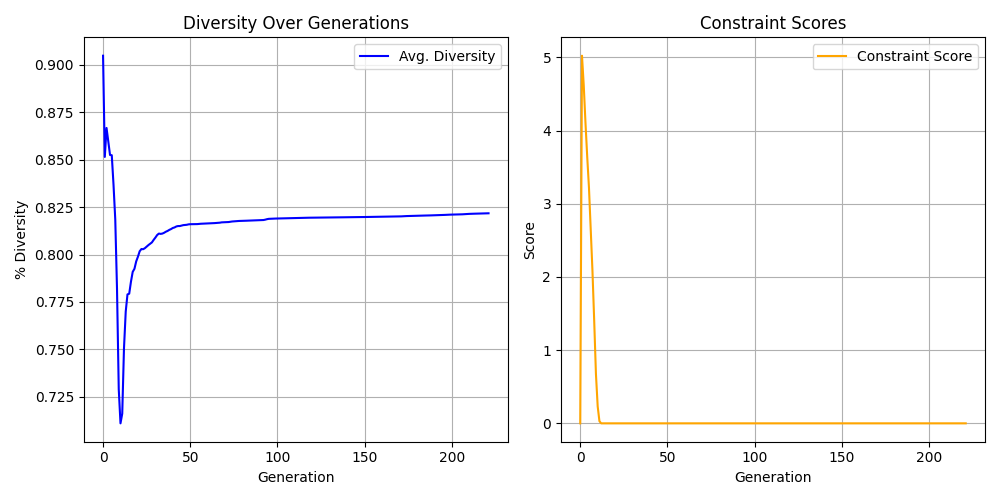 Diversity Over Generations
Avg. Diversity
0.900
0.875
0.850
0.825
0.800
0.775
0.750
0.725
% Diversity
0 50 100 150 200
Generation
Constraint Scores
Constraint Score
5
4
3
2
1
0
Score
0 50 100 150 200
Generation